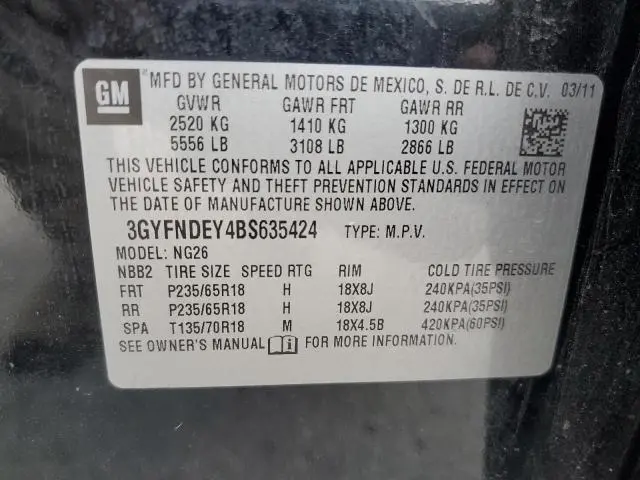 GM ® MFD BY GENERAL MOTORS DE MEXICO, S. DE R.L. DE C.V. 03/11
GVWR GAWR FRT GAWR RR
2520 KG 1410 KG 1300 KG
5556 LB 3108 LB 2866 LB
THIS VEHICLE CONFORMS TO ALL APPLICABLE U.S. FEDERAL MOTOR
VEHICLE SAFETY AND THEFT PREVENTION STANDARDS IN EFFECT ON
THE DATE OF MANUFACTURE SHOWN ABOVE.
3GYFNDEY4BS635424 TYPE: M.P.V.
MODEL: NG26
NBB2 TIRE SIZE SPEED RTG RIM COLD TIRE PRESSURE
FRT P235/65R18 H 18X8J 240KPA(35PSI)
RR P235/65R18 H 18X8J 240KPA(35PSI)
SPA T135/70R18 M 18X4.5B 420KPA(60PSI)
SEE OWNER'S MANUAL i FOR MORE INFORMATION.